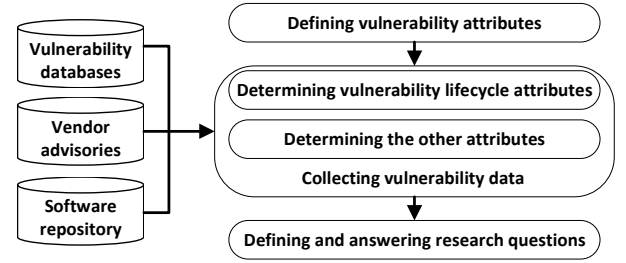 Vulnerability
databases
Vendor
advisories
Software
repository
Defining vulnerability attributes
Determining vulnerability lifecycle attributes
Determining the other attributes
Collecting vulnerability data
Defining and answering research questions